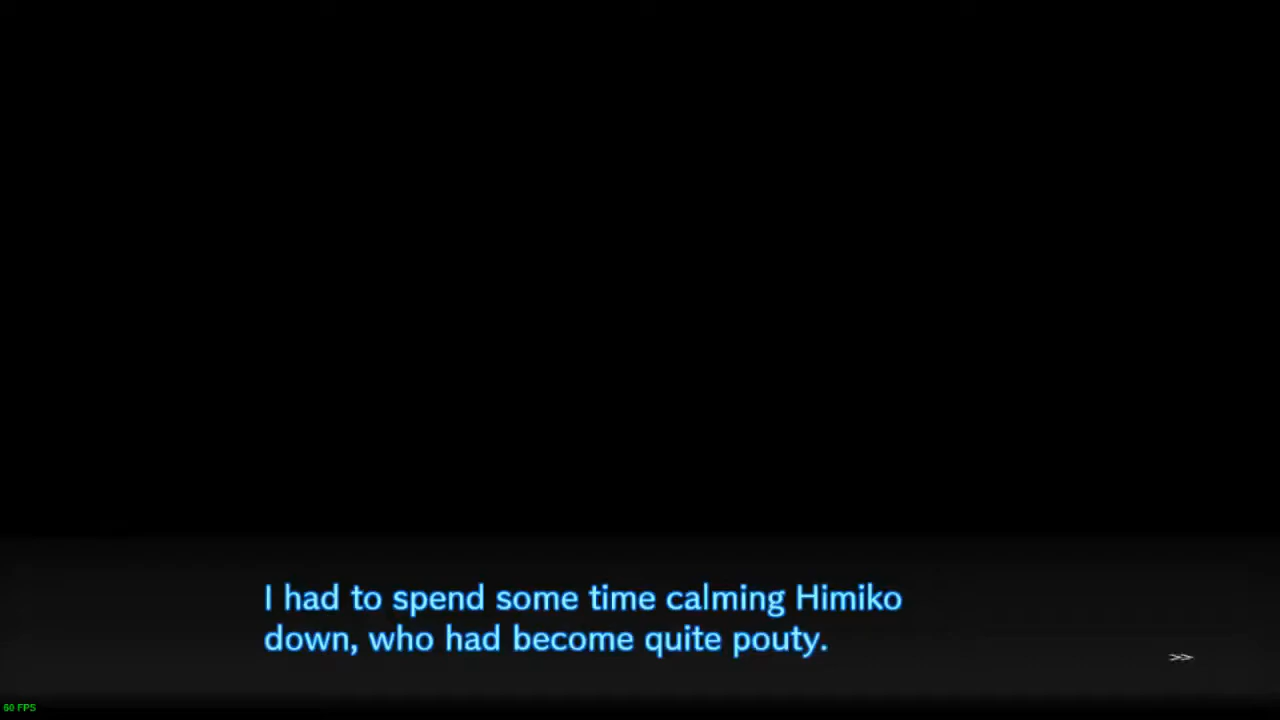 I had to spend some time calming Himiko
down, who had become quite pouty.
60 FPS